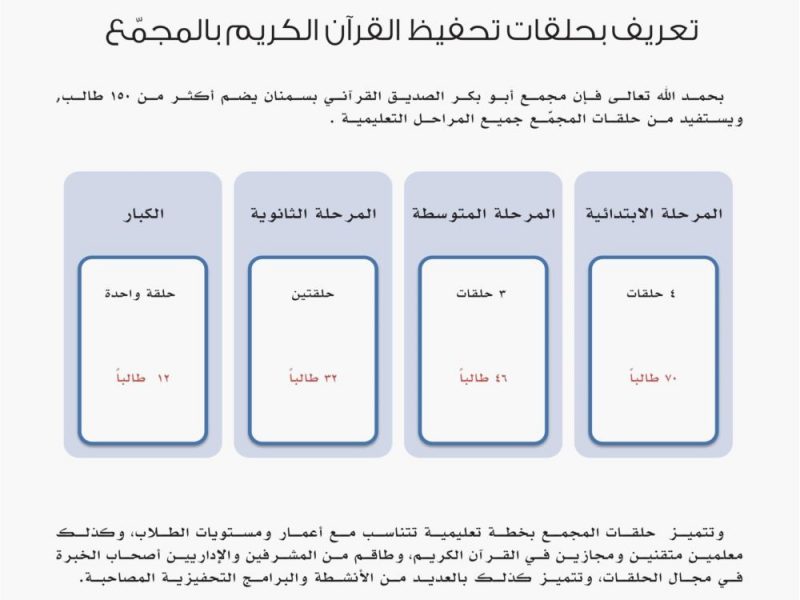 تعريف بحلقات تحفيظ القرآن الكريم بالمجمّع
بحمد الله تعالى فإن مجمع أبو بكر الصديق القرآني بسمنان يضم أكثر من ١٥٠ طالب,
ويستفيد من حلقات المجمّع جميع المراحل التعليمية .
المرحلة الابتدائية
٤ حلقات
٧٠ طالباً
المرحلة المتوسطة
٣ حلقات
٤٦ طالباً
المرحلة الثانوية
حلقتين
٣٢ طالباً
الكبار
حلقة واحدة
١٢ طالباً
وتتميز حلقات المجمع بخطة تعليمية تتناسب مع أعمار ومستويات الطلاب، وكذلك
معلمين متقنين ومجازين في القرآن الكريم، وطاقم من المشرفين والإداريين أصحاب الخبرة
في مجال الحلقات، وتتميز كذلك بالعديد من الأنشطة والبرامج التحفيزية المصاحبة.